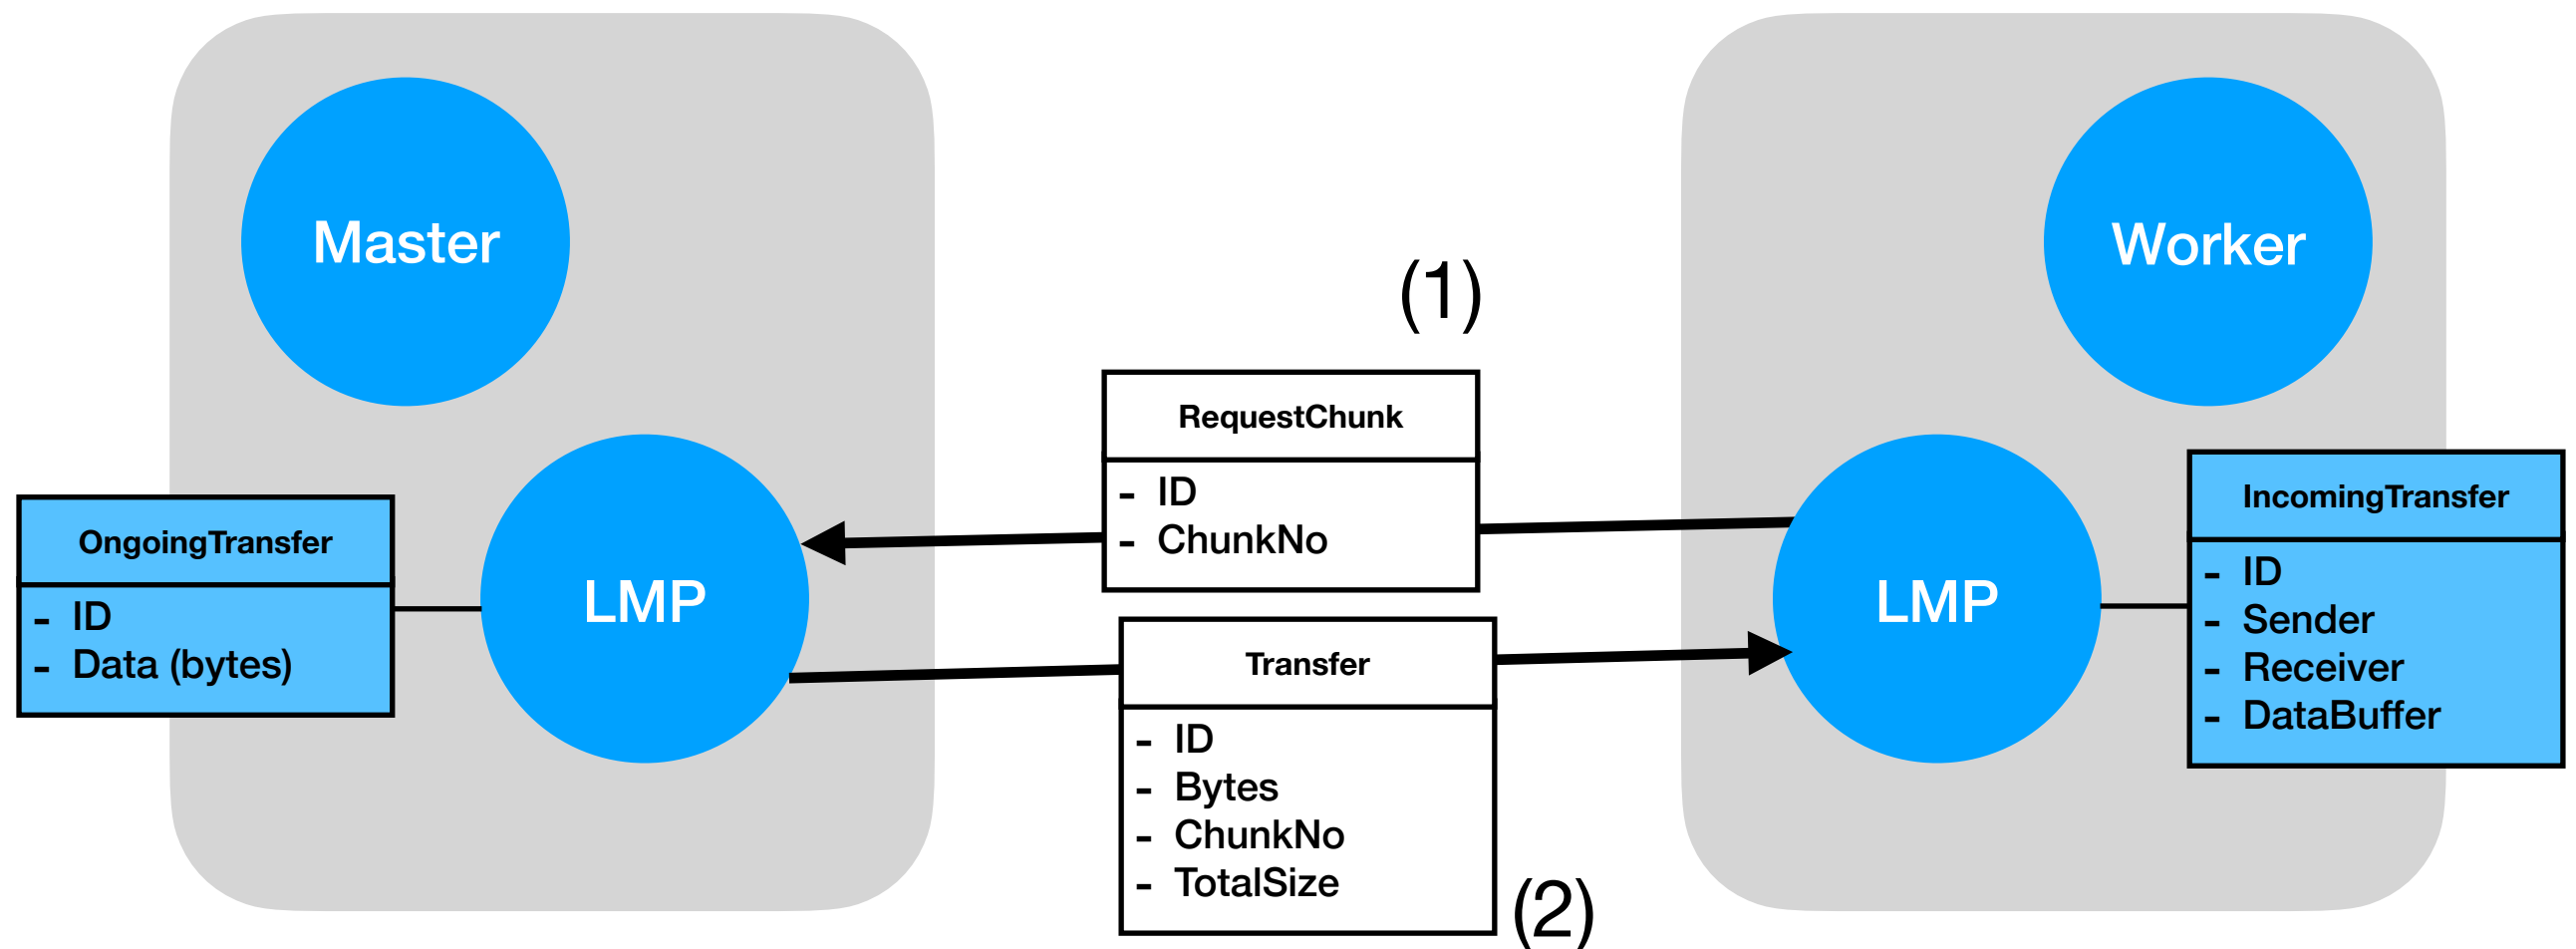 Master
Worker
(1)
RequestChunk
- ID
- ChunkNo
OngoingTransfer
- ID
- Data (bytes)
LMP
LMP
IncomingTransfer
- ID
- Sender
- Receiver
- DataBuffer
Transfer
- ID
- Bytes
- ChunkNo
- TotalSize
(2)